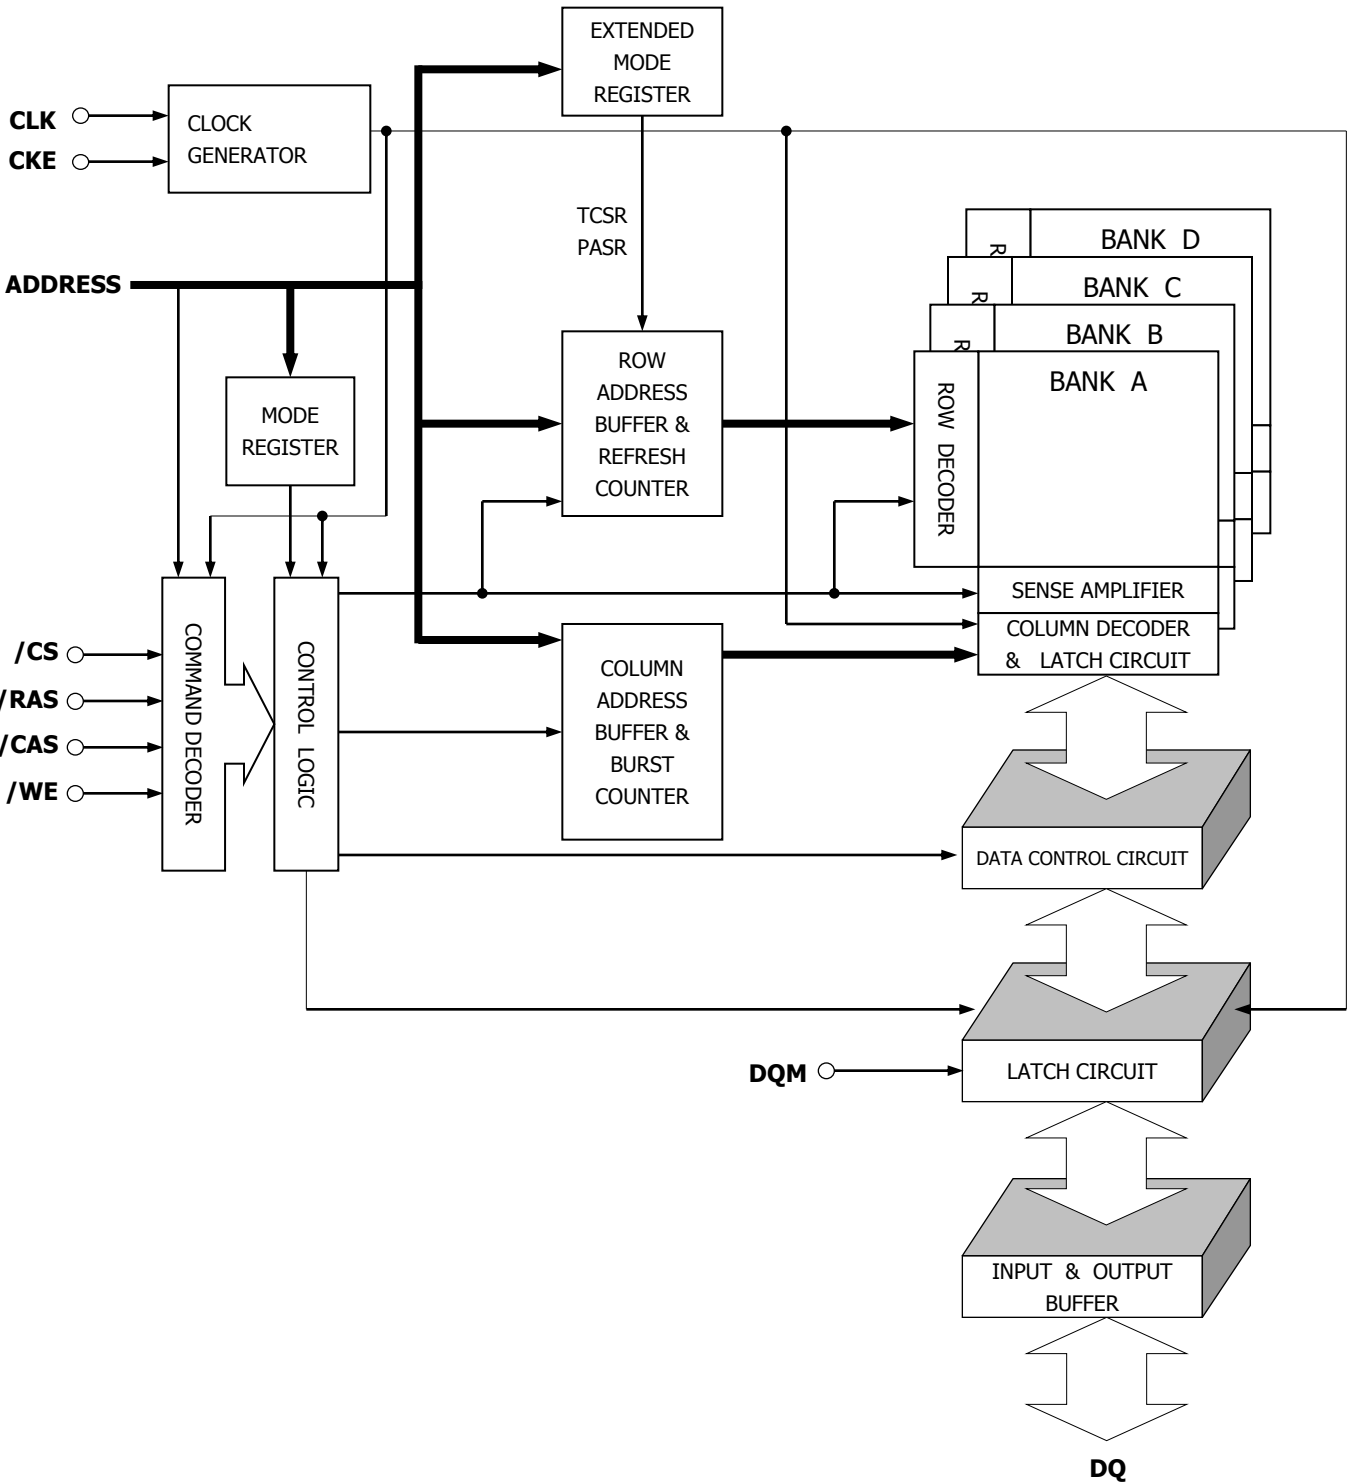 EXTENDED
MODE
REGISTER
CLK
CKE
CLOCK
GENERATOR
TCSR
PASR
ADDRESS
MODE
REGISTER
ROW
ADDRESS
BUFFER &
REFRESH
COUNTER
R
BANK D
R
BANK C
R
BANK B
BANK A
ROW DECODER
SENSE AMPLIFIER
COLUMN DECODER
& LATCH CIRCUIT
/CS
/RAS
/CAS
/WE
COMMAND DECODER
CONTROL LOGIC
COLUMN
ADDRESS
BUFFER &
BURST
COUNTER
DATA CONTROL CIRCUIT
DQM
LATCH CIRCUIT
INPUT & OUTPUT
BUFFER
DQ